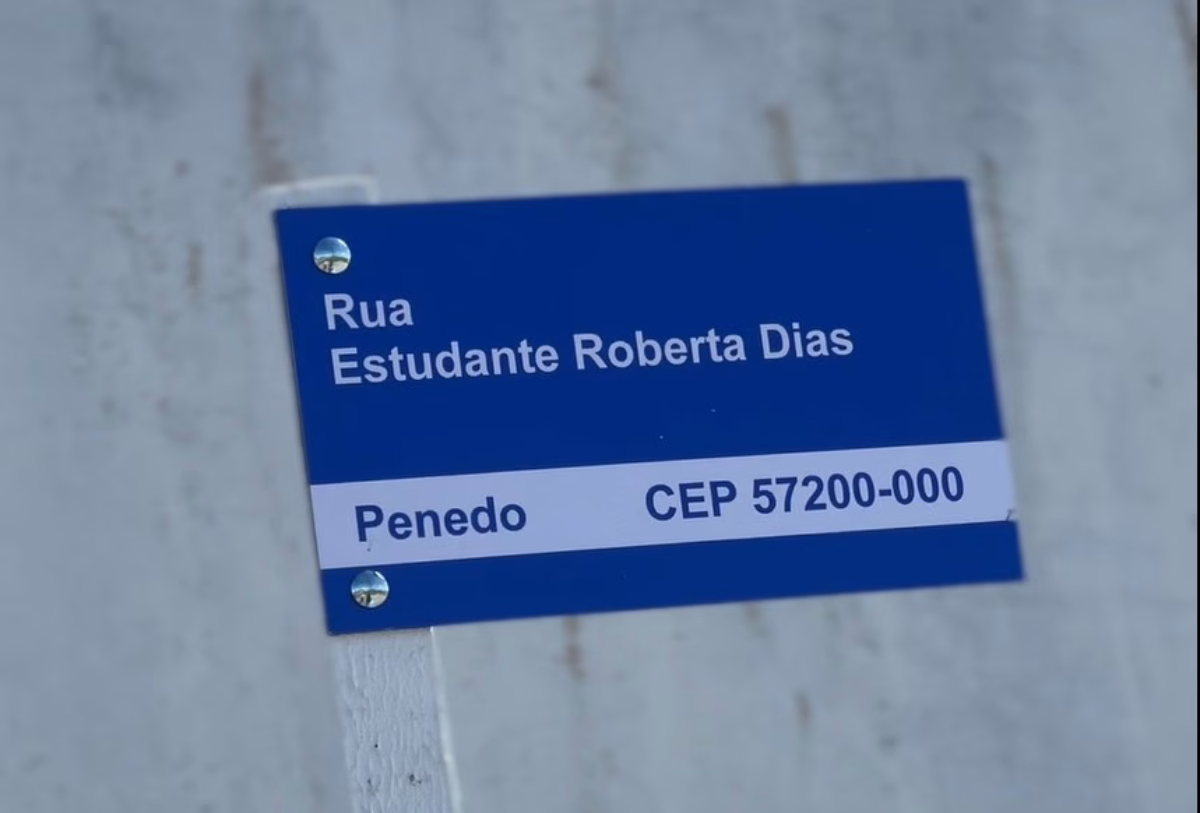 Rua
Estudante Roberta Dias
Penedo CEP 57200-000